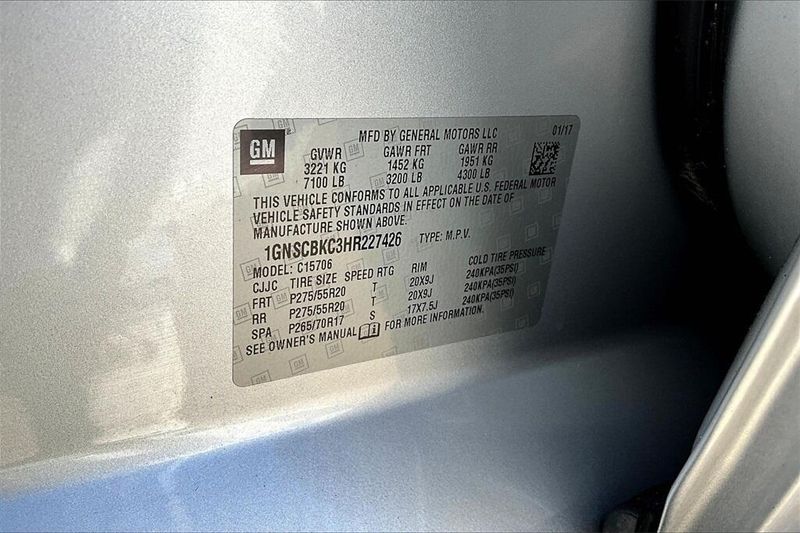 GM
MFD BY GENERAL MOTORS LLC 01/17
GVWR GAWR FRT GAWR RR
3221 KG 1452 KG 1951 KG
7100 LB 3200 LB 4300 LB
THIS VEHICLE CONFORMS TO ALL APPLICABLE U.S. FEDERAL MOTOR
VEHICLE SAFETY STANDARDS IN EFFECT ON THE DATE OF
MANUFACTURE SHOWN ABOVE.
1GNSCBKC3HR227426 TYPE: M.P.V.
MODEL: C15706
CJJC TIRE SIZE SPEED RTG RIM COLD TIRE PRESSURE
FRT P275/55R20 T 20X9J 240KPA(35PSI)
RR P275/55R20 T 20X9J 240KPA(35PSI)
SPA P265/70R17 S 17X7.5J 240KPA(35PSI)
SEE OWNER'S MANUAL FOR MORE INFORMATION.